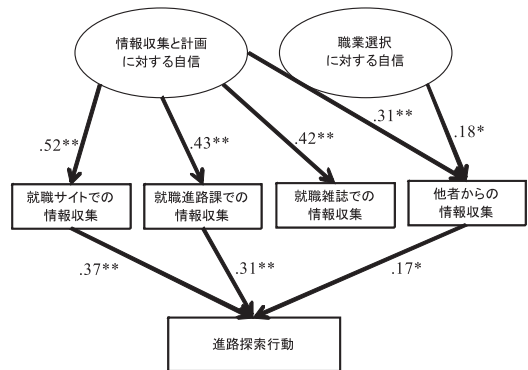 情報収集と計画
に対する自信
職業選択
に対する自信
.52**
.43**
.42**
.31**
.18*
就職サイトでの
情報収集
就職進路課での
情報収集
就職雑誌での
情報収集
他者からの
情報収集
.37**
.31**
.17*
進路探索行動